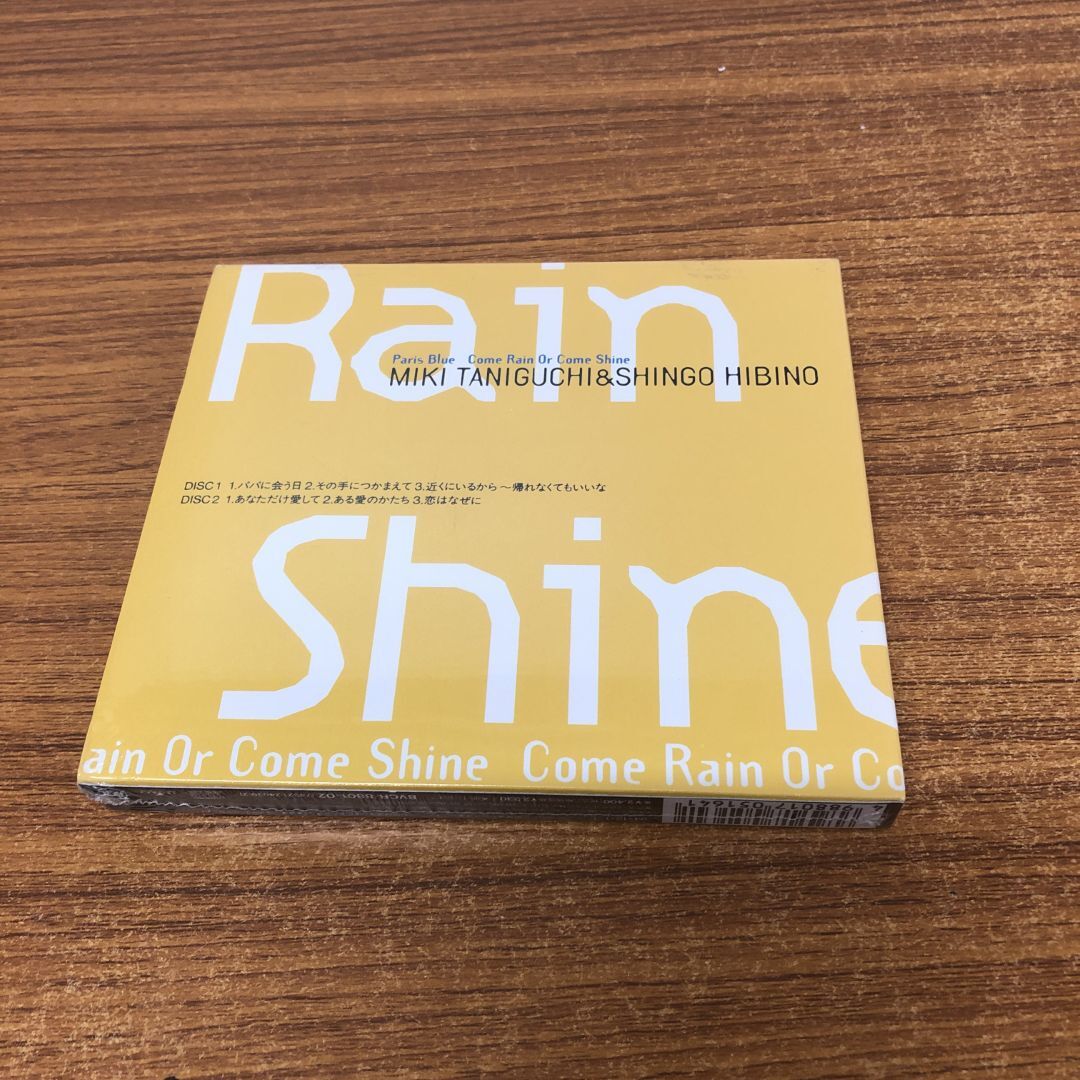 Rain
Paris Blue Come Rain Or Come Shine
MIKI TANIGUCHI&SHINGO HIBINO
DISC1 1.パパに会う日 2.その手につかまえて 3.近くにいるから ～帰れなくてもいいな
DISC2 1.あなただけ愛して 2.ある愛のかたち 3.恋はなぜに
Shine
ain Or Come Shine Come Rain Or Co